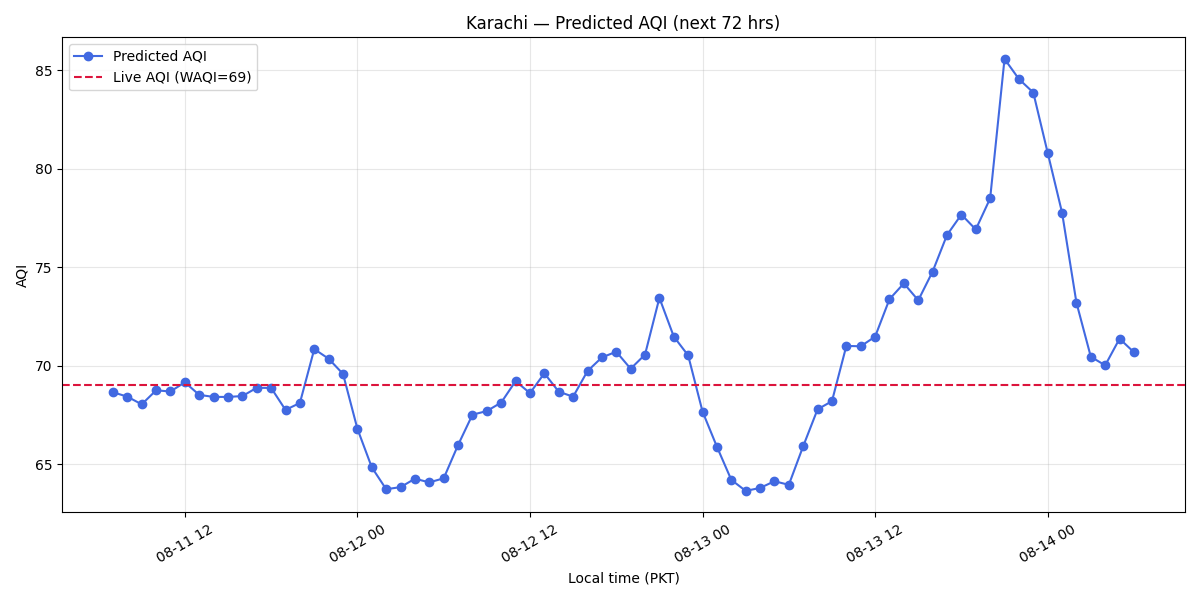 Karachi — Predicted AQI (next 72 hrs)
Predicted AQI
Live AQI (WAQI=69)
AQI
85
80
75
70
65
08-11 12
08-12 00
08-12 12
08-13 00
08-13 12
08-14 00
Local time (PKT)